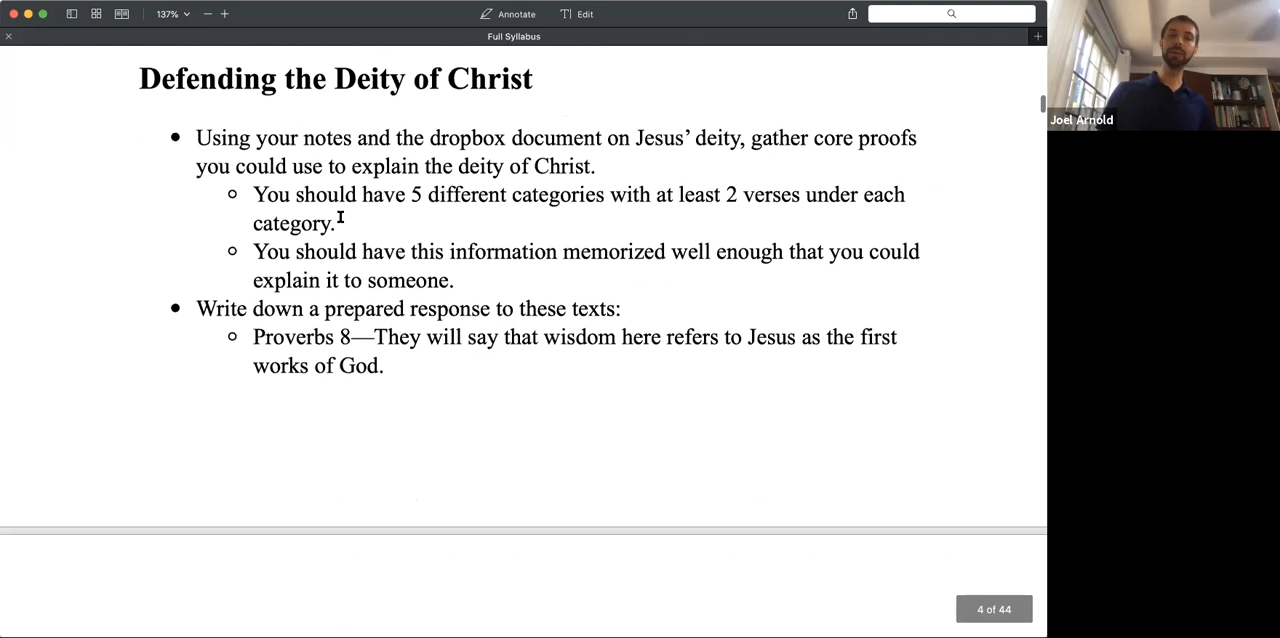 137%
Annotate
Edit
Full Syllabus
Defending the Deity of Christ
Using your notes and the dropbox document on Jesus’ deity, gather core proofs
you could use to explain the deity of Christ.
You should have 5 different categories with at least 2 verses under each
category.
You should have this information memorized well enough that you could
explain it to someone.
Write down a prepared response to these texts:
Proverbs 8—They will say that wisdom here refers to Jesus as the first
works of God.
4 of 44
Joel Arnold